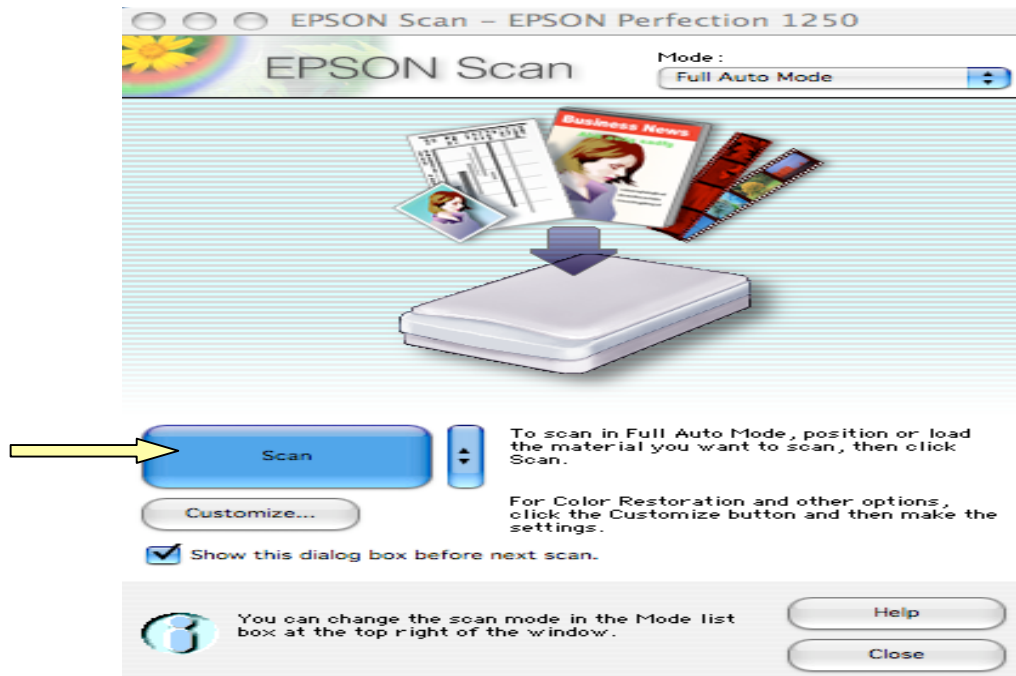 EPSON Scan – EPSON Perfection 1250
EPSON Scan
Mode :
Full Auto Mode
Business News
Scan
To scan in Full Auto Mode, position or load
the material you want to scan, then click
Scan.
Customize...
For Color Restoration and other options,
click the Customize button and then make the
settings.
Show this dialog box before next scan.
You can change the scan mode in the Mode list
box at the top right of the window.
Help
Close